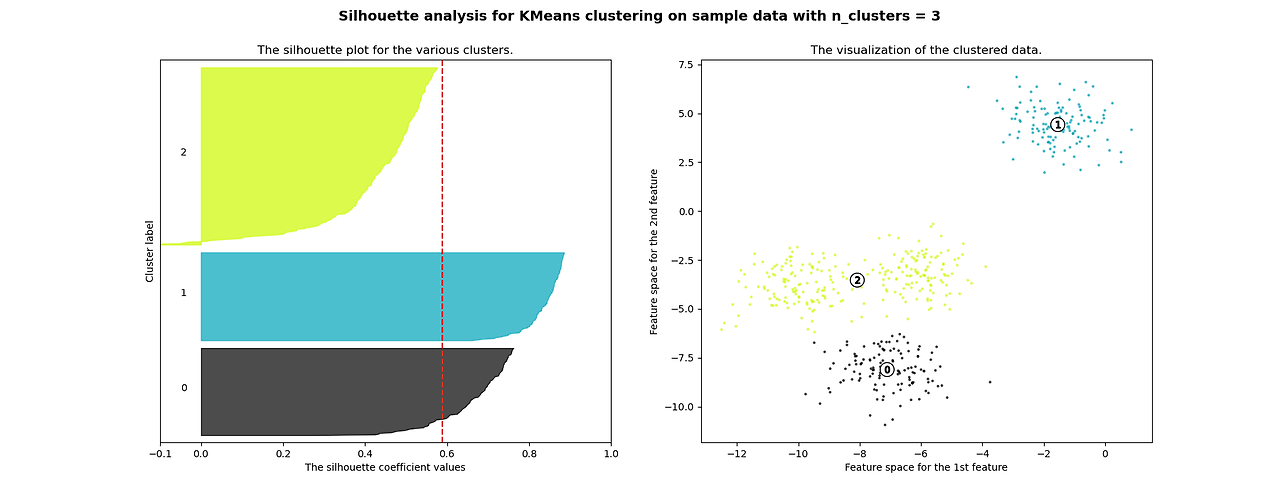 Silhouette analysis for KMeans clustering on sample data with n_clusters = 3
The silhouette plot for the various clusters.
Cluster label
2
1
0
−0.1 0.0 0.2 0.4 0.6 0.8 1.0
The silhouette coefficient values
The visualization of the clustered data.
Feature space for the 2nd feature
7.5
5.0
2.5
0.0
−2.5
−5.0
−7.5
−10.0
1
2
0
−12 −10 −8 −6 −4 −2 0
Feature space for the 1st feature